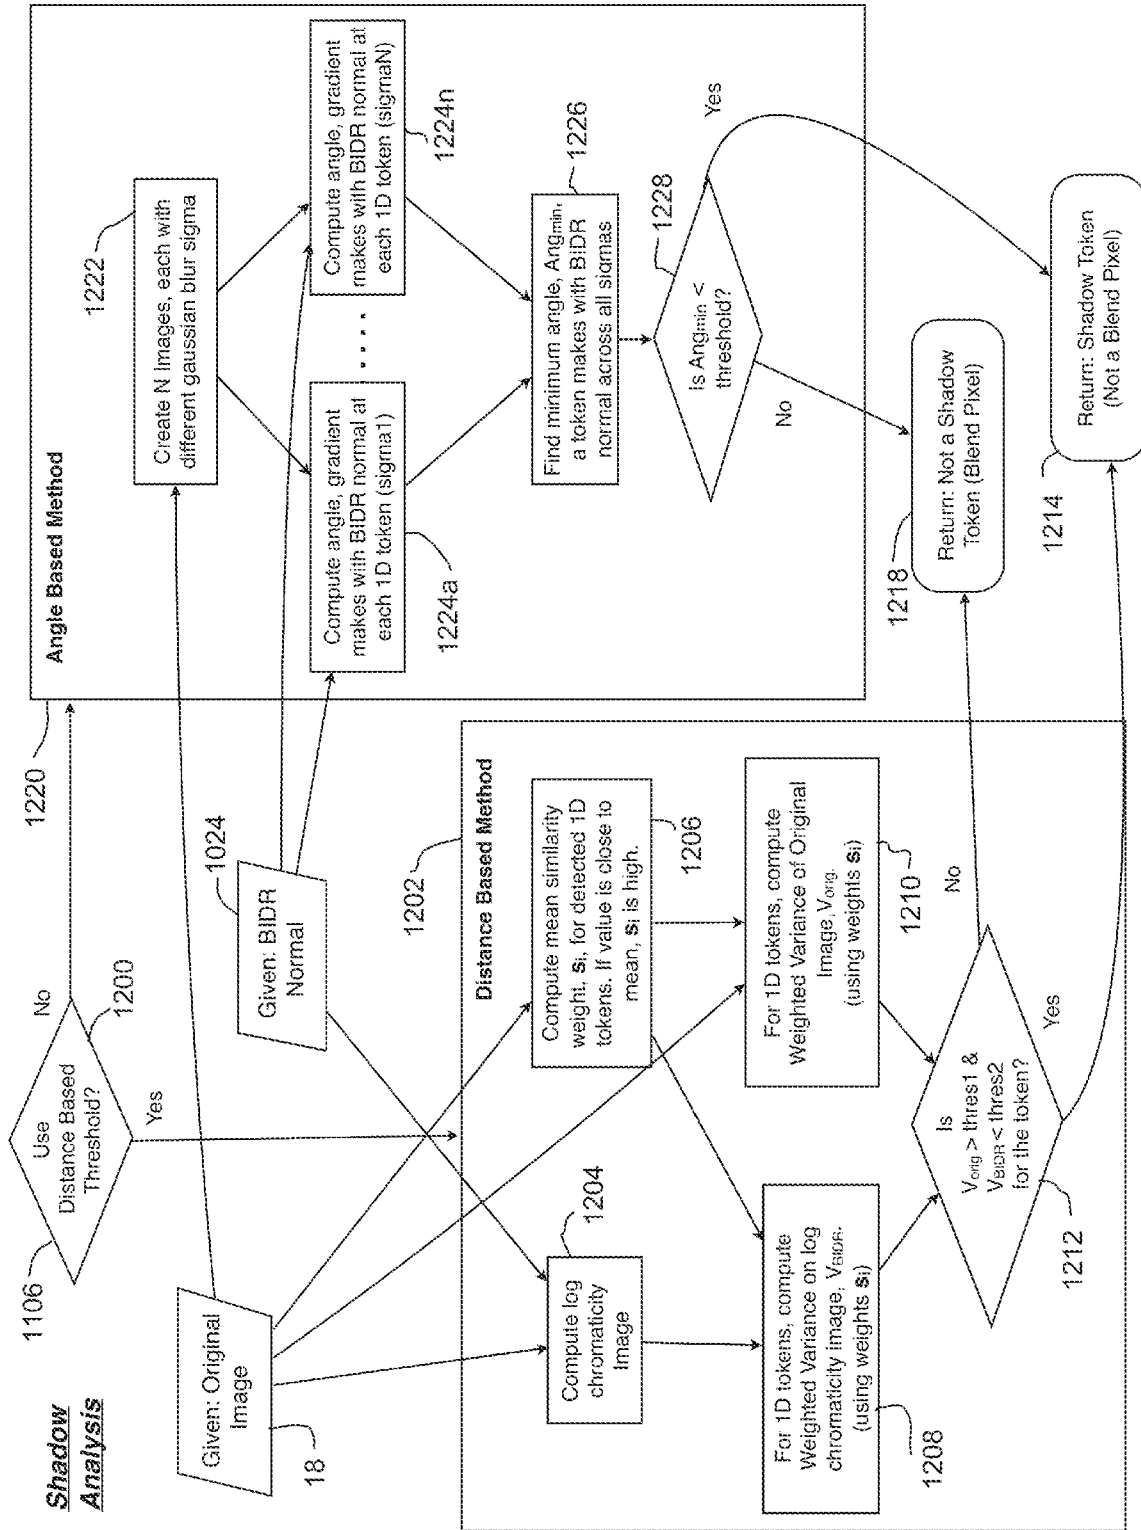 Shadow
Analysis
1106
Use
Distance Based
Threshold?
1200
No
Yes
Given: Original
Image
18
Given: BIDR
Normal
1024
1220
Angle Based Method
Create N Images, each with
different gaussian blur sigma
1222
Compute angle, gradient
makes with BIDR normal at
each 1D token (sigma1)
1224a
....
Compute angle, gradient
makes with BIDR normal at
each 1D token (sigmaN)
1224n
Find minimum angle, Angmin,
a token makes with BIDR
normal across all sigmas
1226
Is Angmin <
threshold?
1228
Yes
No
1202
Distance Based Method
Compute log
chromaticity
Image
1204
Compute mean similarity
weight, si, for detected 1D
tokens. If value is close to
mean, si is high.
1206
For 1D tokens, compute
Weighted Variance on log
chromaticity image, VBIDR.
(using weights si)
1208
For 1D tokens, compute
Weighted Variance of Original
Image, Vorig.
(using weights si)
1210
Is
Vorig > thres1 &
VBIDR < thres2
for the token?
1212
No
Yes
Return: Not a Shadow
Token (Blend Pixel)
1218
Return: Shadow Token
(Not a Blend Pixel)
1214